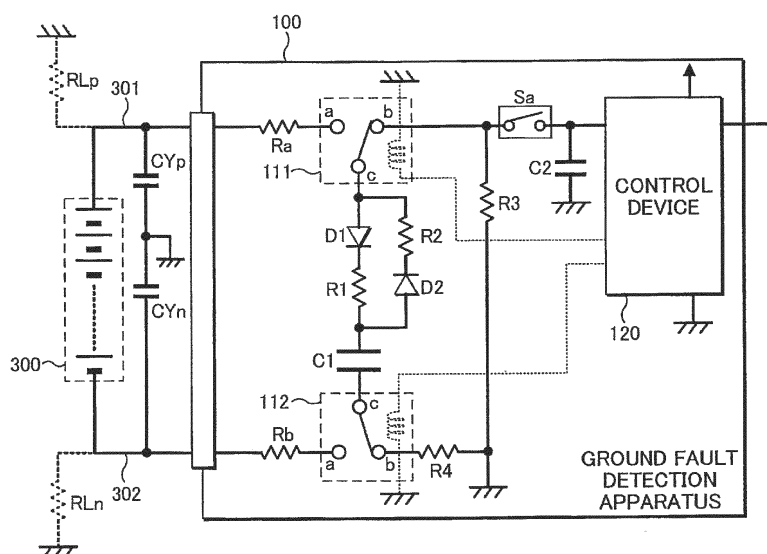 100
RLp
301
a
b
Sa
CYp
Ra
111
c
C2
CONTROL
DEVICE
R3
D1
R2
R1
D2
CYn
120
300
C1
112
c
Rb
a
b
R4
GROUND FAULT
DETECTION
APPARATUS
302
RLn